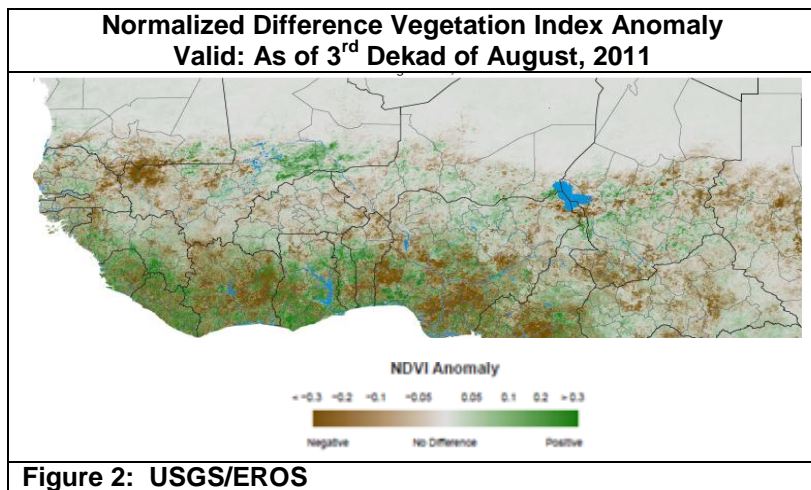 Normalized Difference Vegetation Index Anomaly
Valid: As of 3rd Dekad of August, 2011
NDVI Anomaly
< -0.3 -0.2 -0.1 -0.05 0.05 0.1 0.2 > 0.3
Negative No Difference Positive
Figure 2: USGS/EROS